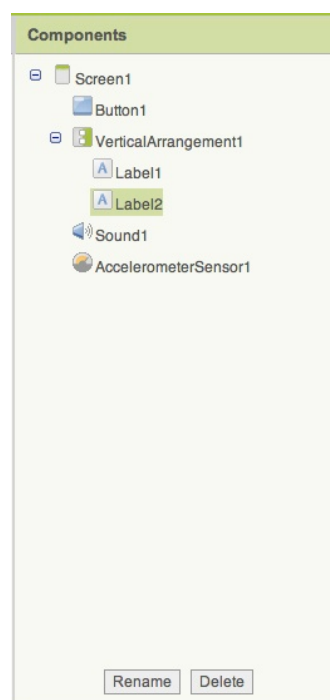 Components
Screen1
Button1
VerticalArrangement1
A Label1
A Label2
Sound1
AccelerometerSensor1
Rename Delete